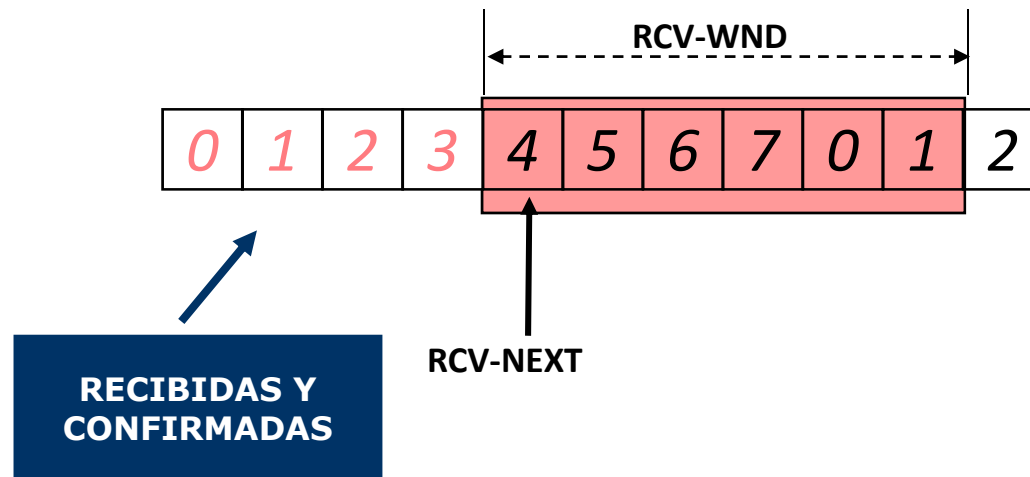 RCV-WND
0 1 2 3 4 5 6 7 0 1 2
RCV-NEXT
RECIBIDAS Y
CONFIRMADAS